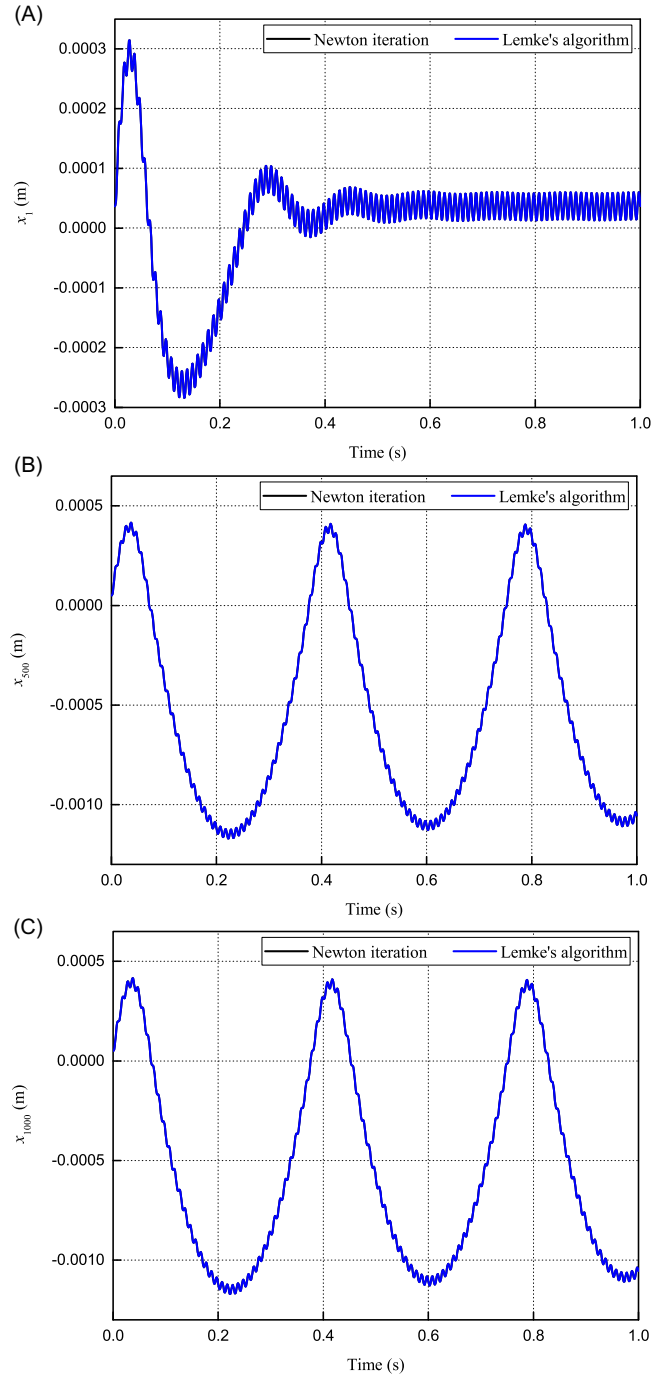 (A)
Newton iteration Lemke's algorithm
0.0003
0.0002
0.0001
0.0000
-0.0001
-0.0002
-0.0003
x1 (m)
0.0 0.2 0.4 0.6 0.8 1.0
Time (s)
(B)
Newton iteration Lemke's algorithm
0.0005
0.0000
-0.0005
-0.0010
x500 (m)
0.0 0.2 0.4 0.6 0.8 1.0
Time (s)
(C)
Newton iteration Lemke's algorithm
0.0005
0.0000
-0.0005
-0.0010
x1000 (m)
0.0 0.2 0.4 0.6 0.8 1.0
Time (s)